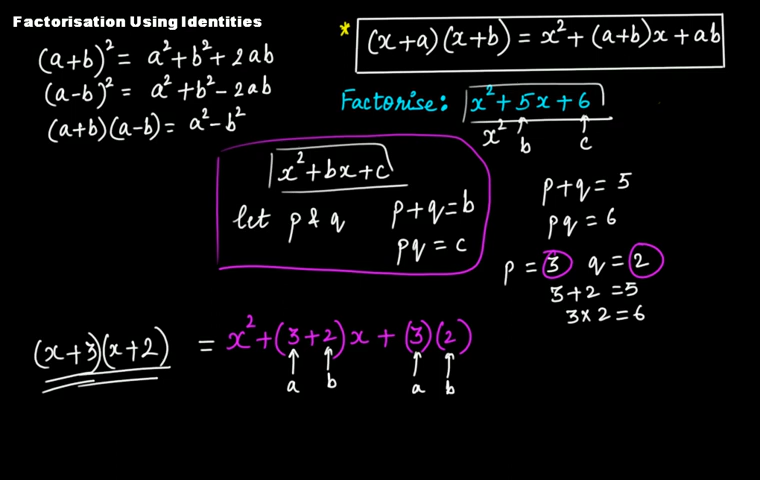 Factorisation Using Identities
(a+b)² = a²+b²+2ab
(a-b)² = a²+b²-2ab
(a+b)(a-b) = a²-b²
* (x+a)(x+b) = x²+(a+b)x+ab
Factorise: x²+5x+6
x² b c
x²+bx+c
let p & q p+q=b
pq = c
p+q = 5
pq = 6
p = 3 q = 2
3+2 =5
3x2=6
(x+3)(x+2) = x²+(3+2)x+(3)(2)
a b a b